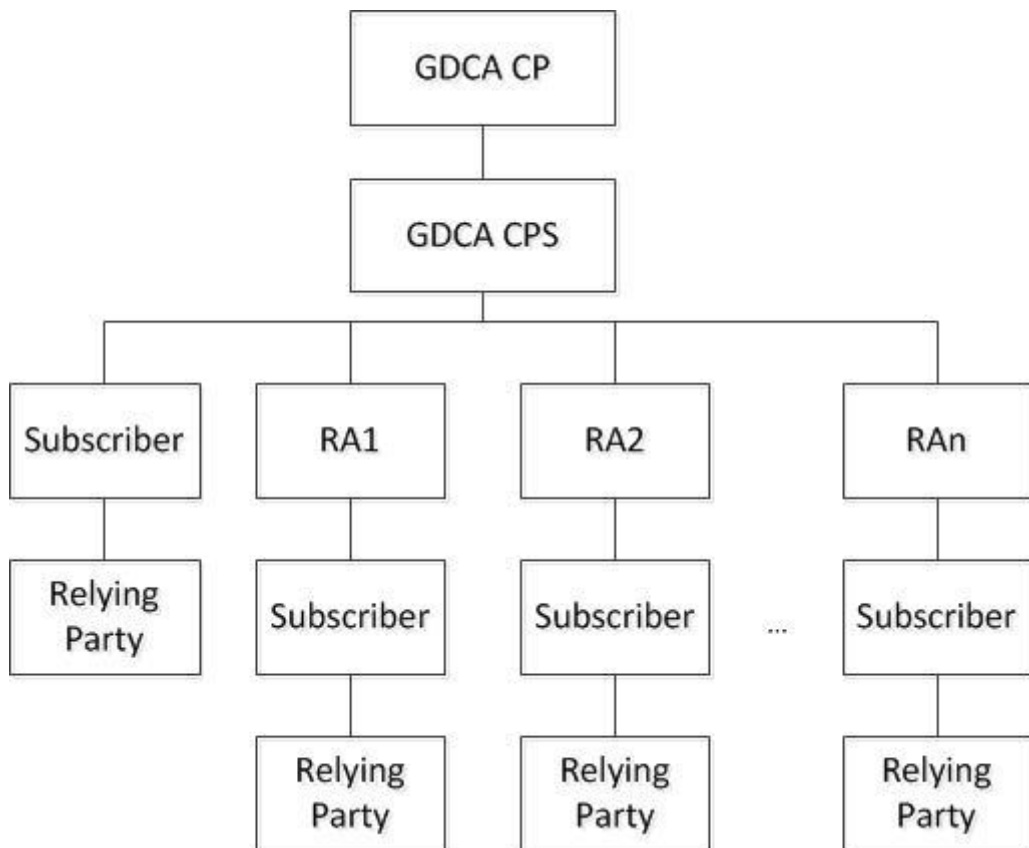 GDCA CP
GDCA CPS
Subscriber
RA1
RA2
RAn
Relying
Party
Subscriber
Subscriber
...
Subscriber
Relying
Party
Relying
Party
Relying
Party